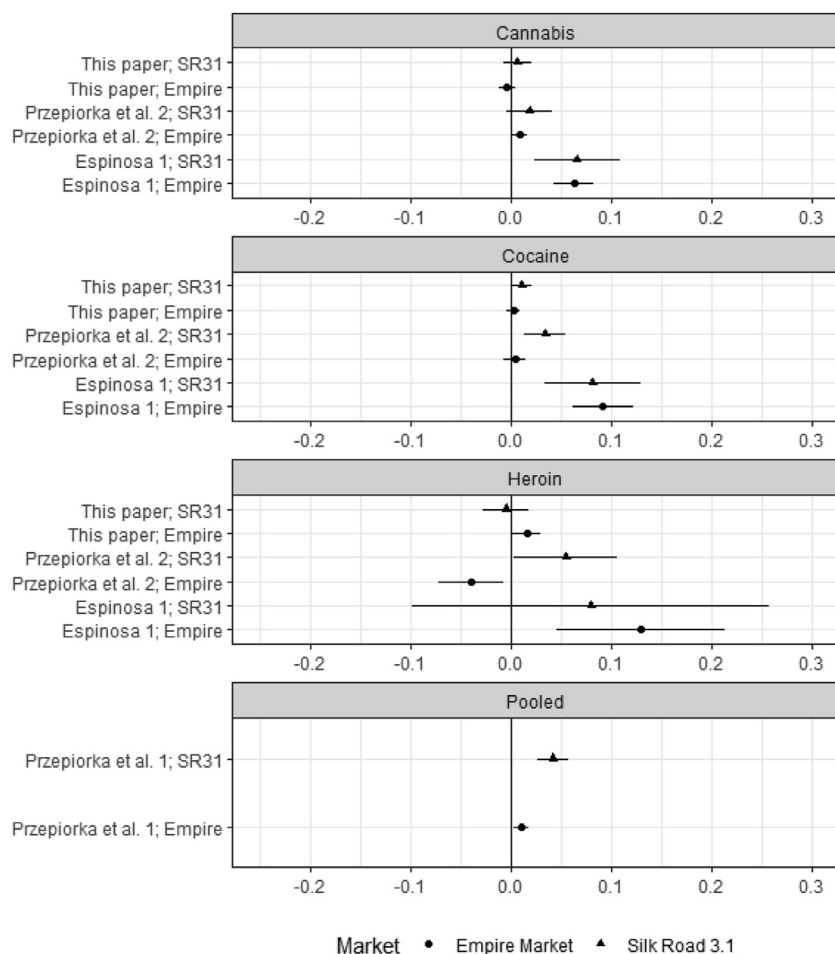 Cannabis
This paper; SR31
This paper; Empire
Przepiorka et al. 2; SR31
Przepiorka et al. 2; Empire
Espinosa 1; SR31
Espinosa 1; Empire
-0.2 -0.1 0.0 0.1 0.2 0.3
Cocaine
This paper; SR31
This paper; Empire
Przepiorka et al. 2; SR31
Przepiorka et al. 2; Empire
Espinosa 1; SR31
Espinosa 1; Empire
-0.2 -0.1 0.0 0.1 0.2 0.3
Heroin
This paper; SR31
This paper; Empire
Przepiorka et al. 2; SR31
Przepiorka et al. 2; Empire
Espinosa 1; SR31
Espinosa 1; Empire
-0.2 -0.1 0.0 0.1 0.2 0.3
Pooled
Przepiorka et al. 1; SR31
Przepiorka et al. 1; Empire
-0.2 -0.1 0.0 0.1 0.2 0.3
Market Empire Market Silk Road 3.1